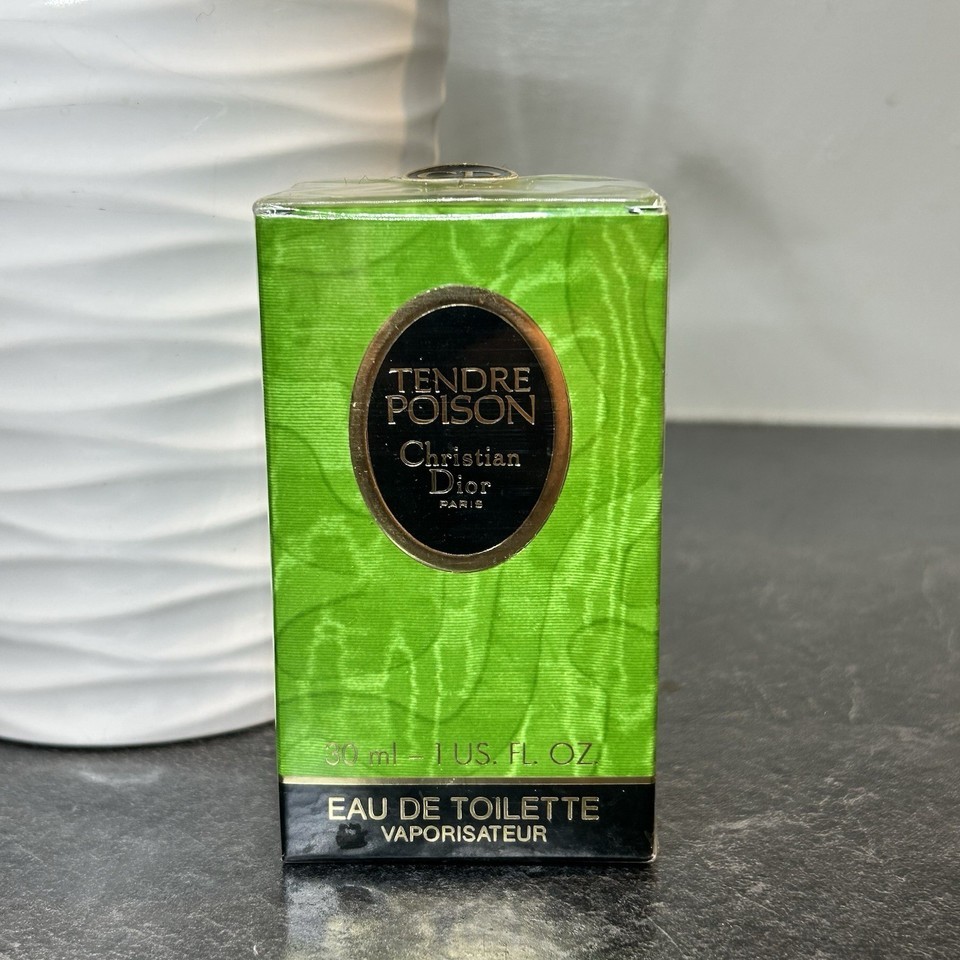 TENDRE
POISON
Christian
Dior
PARIS
30 ml – 1 US. FL. OZ.
EAU DE TOILETTE
VAPORISATEUR